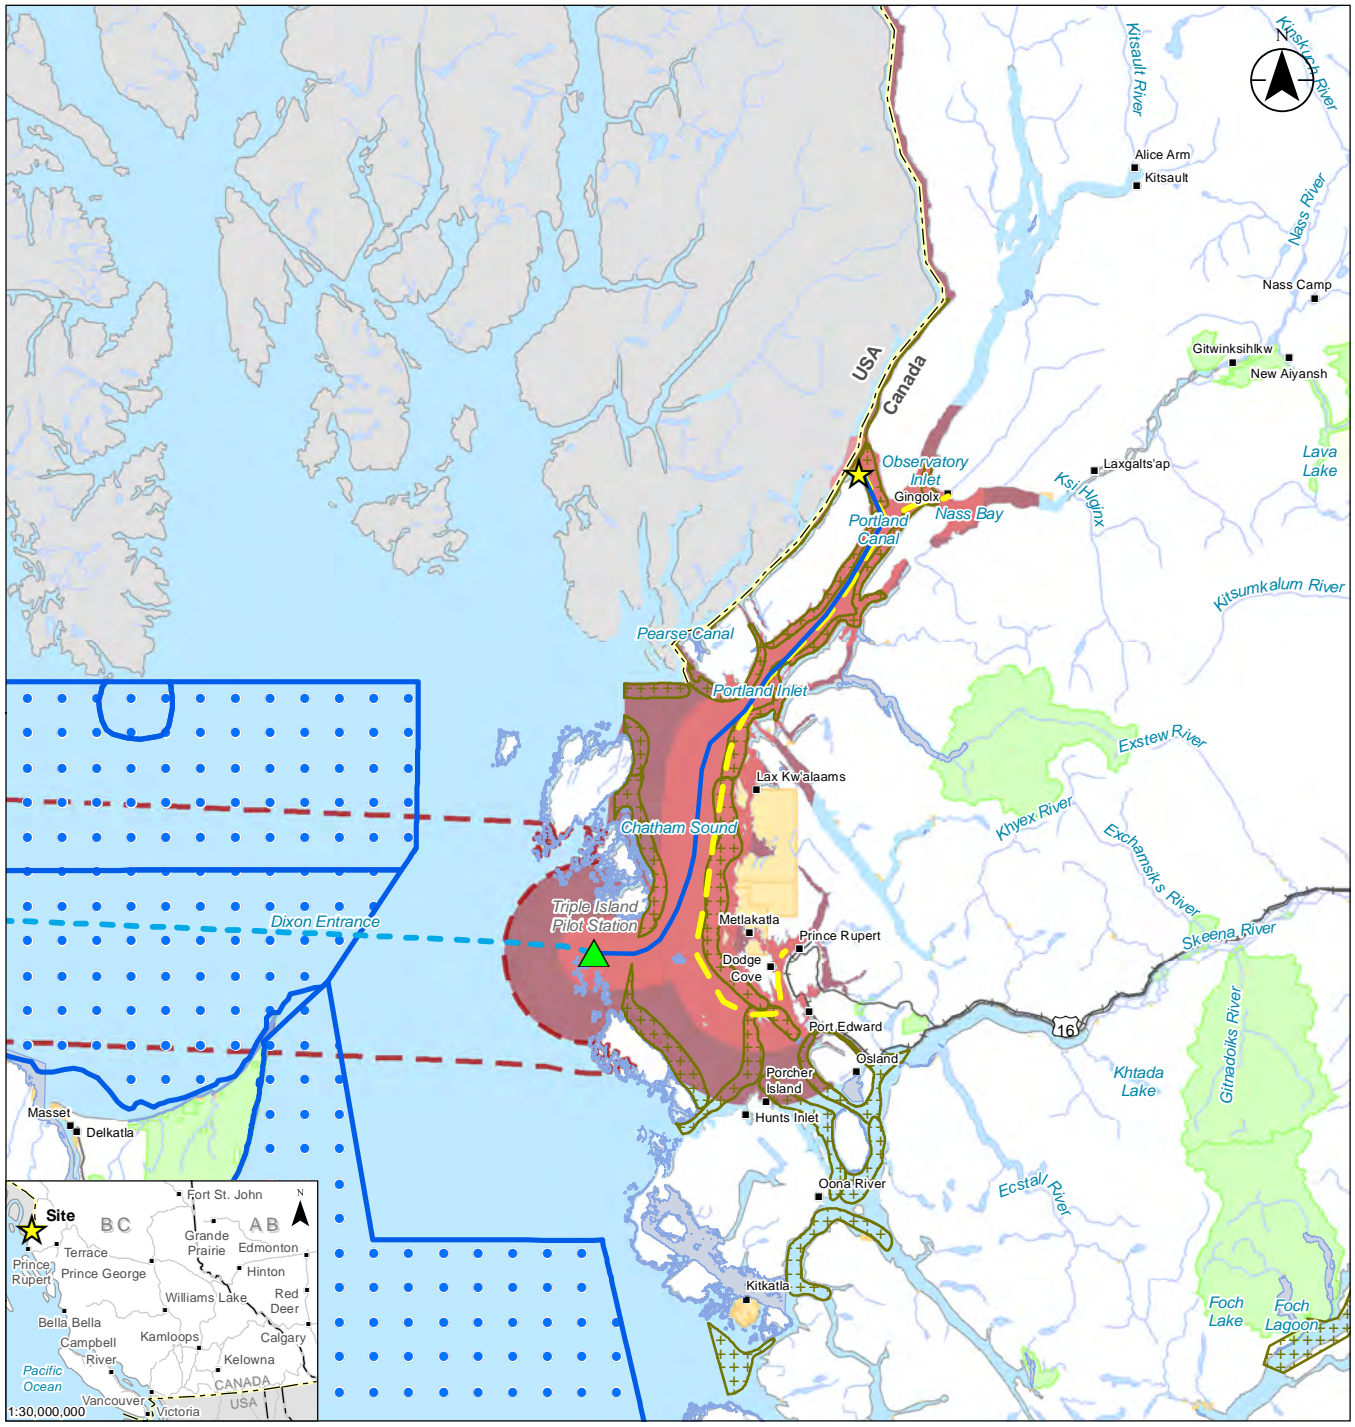 Kitsault River
Kinskuch River
N
Alice Arm
Kitsault
Nass River
Nass Camp
Gitwinksihlkw
New Aiyansh
USA
Canada
Lava
Lake
Observatory
Inlet
Laxgalts'ap
Gingolx
Ksi Hlginx
Nass Bay
Portland
Canal
Kitsumkalum River
Pearse Canal
Portland Inlet
Exstew River
Lax Kw'alaams
Khyex River
Chatham Sound
Exchamsiks River
Triple Island
Pilot Station
Dixon Entrance
Metlakatla
Prince Rupert
Skeena River
Dodge
Cove
Port Edward
16
Gitnadoiks River
Osland
Porcher
Island
Khtada
Lake
Hunts Inlet
Masset
Delkatla
Oona River
Ecstall River
Kitkatla
Foch
Lake
Foch
Lagoon
N
Fort St. John
Site
BC
AB
Grande
Prairie
Edmonton
Terrace
Prince
Rupert
Prince George
Hinton
Red
Deer
Williams Lake
Bella Bella
Campbell
River
Kamloops
Calgary
Kelowna
Pacific
Ocean
CANADA
USA
Vancouver
Victoria
1:30,000,000